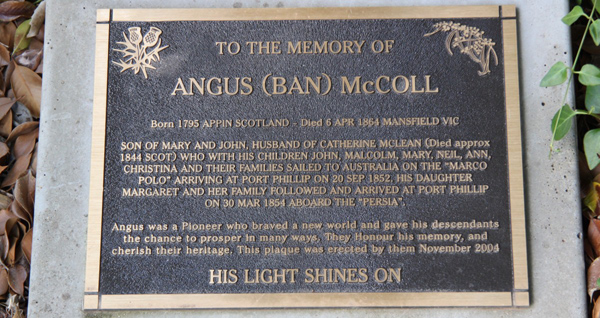 TO THE MEMORY OF
ANGUS (BAN) McCOLL
Born 1795 APPIN SCOTLAND - Died 6 APR 1864 MANSFIELD VIC
SON OF MARY AND JOHN, HUSBAND OF CATHERINE MCLEAN (Died approx
1844 SCOT) WHO WITH HIS CHILDREN JOHN, MALCOLM, MARY, NEIL, ANN,
CHRISTINA AND THEIR FAMILIES SAILED TO AUSTRALIA ON THE "MARCO
POLO" ARRIVING AT PORT PHILLIP ON 20 SEP 1852. HIS DAUGHTER
MARGARET AND HER FAMILY FOLLOWED AND ARRIVED AT PORT PHILLIP
ON 30 MAR 1854 ABOARD THE "PERSIA".
Angus was a Pioneer who braved a new world and gave his descendants
the chance to prosper in many ways. They Honour his memory, and
cherish their heritage. This plaque was erected by them November 2004
HIS LIGHT SHINES ON